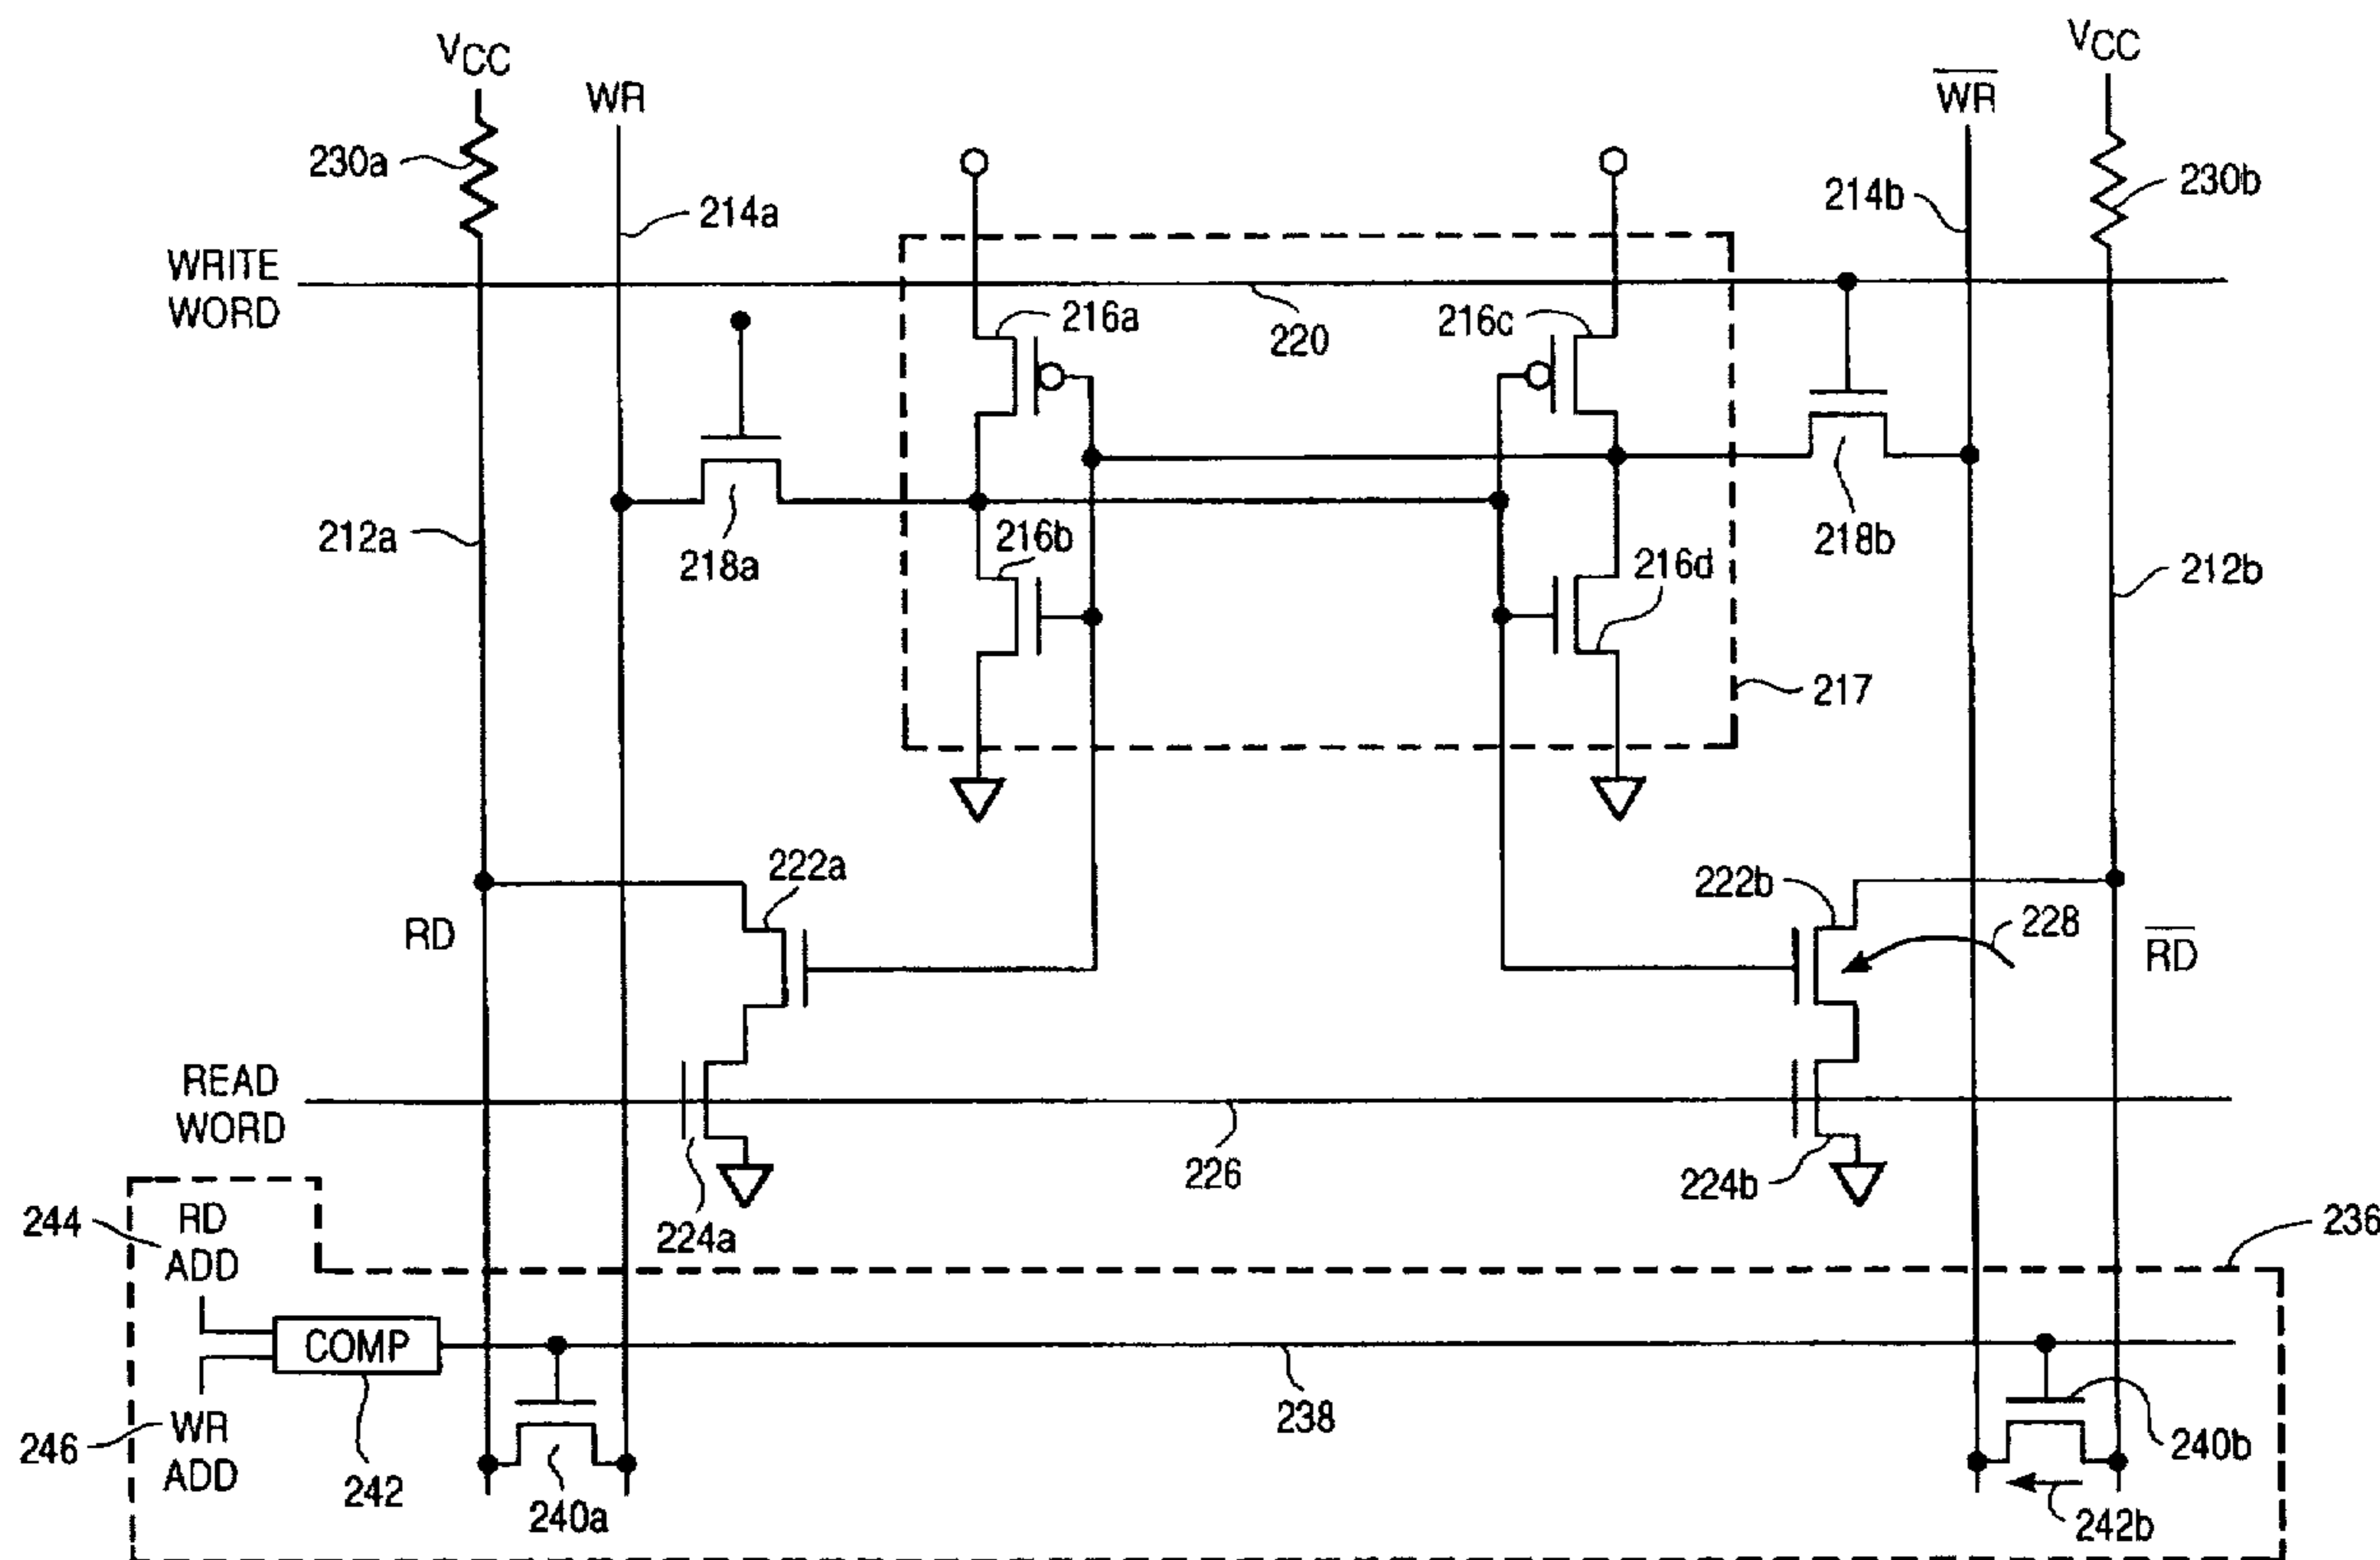 VCC
VCC
WR
WR
230a
230b
214a
214b
WRITE
WORD
216a
220
216c
212a
218a
216b
216d
218b
212b
217
222a
222b
228
RD
RD
READ
WORD
226
224a
224b
244
RD
ADD
236
COMP
246
WR
ADD
242
240a
238
240b
242b